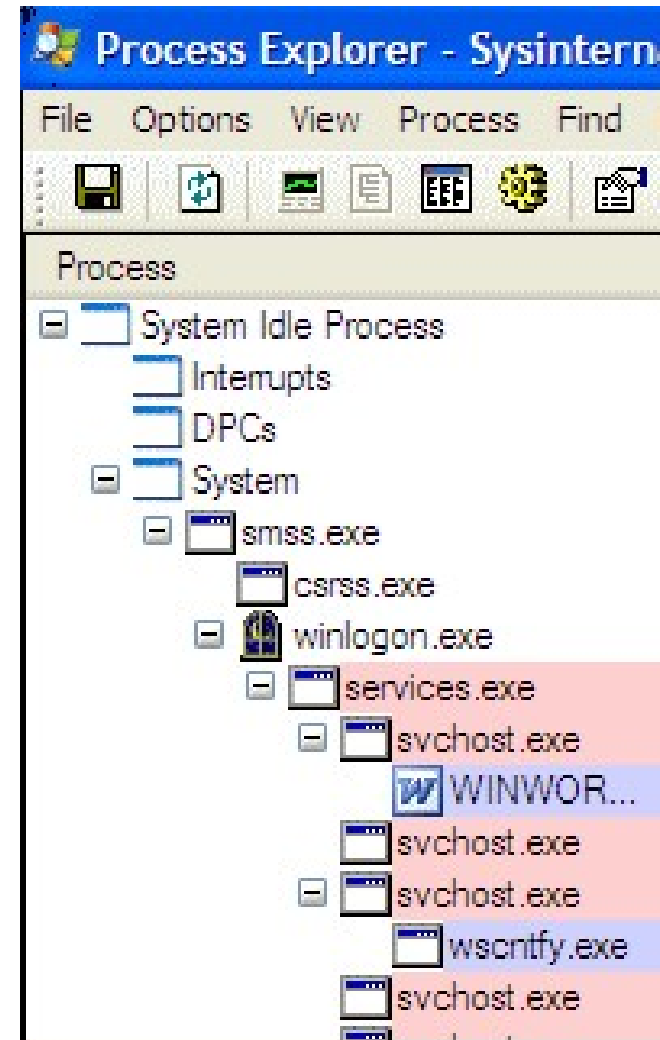 Process Explorer - Sysintern
File Options View Process Find
Process
System Idle Process
Interrupts
DPCs
System
smss.exe
csrss.exe
winlogon.exe
services.exe
svchost.exe
WINWOR...
svchost.exe
svchost.exe
wscntfy.exe
svchost.exe